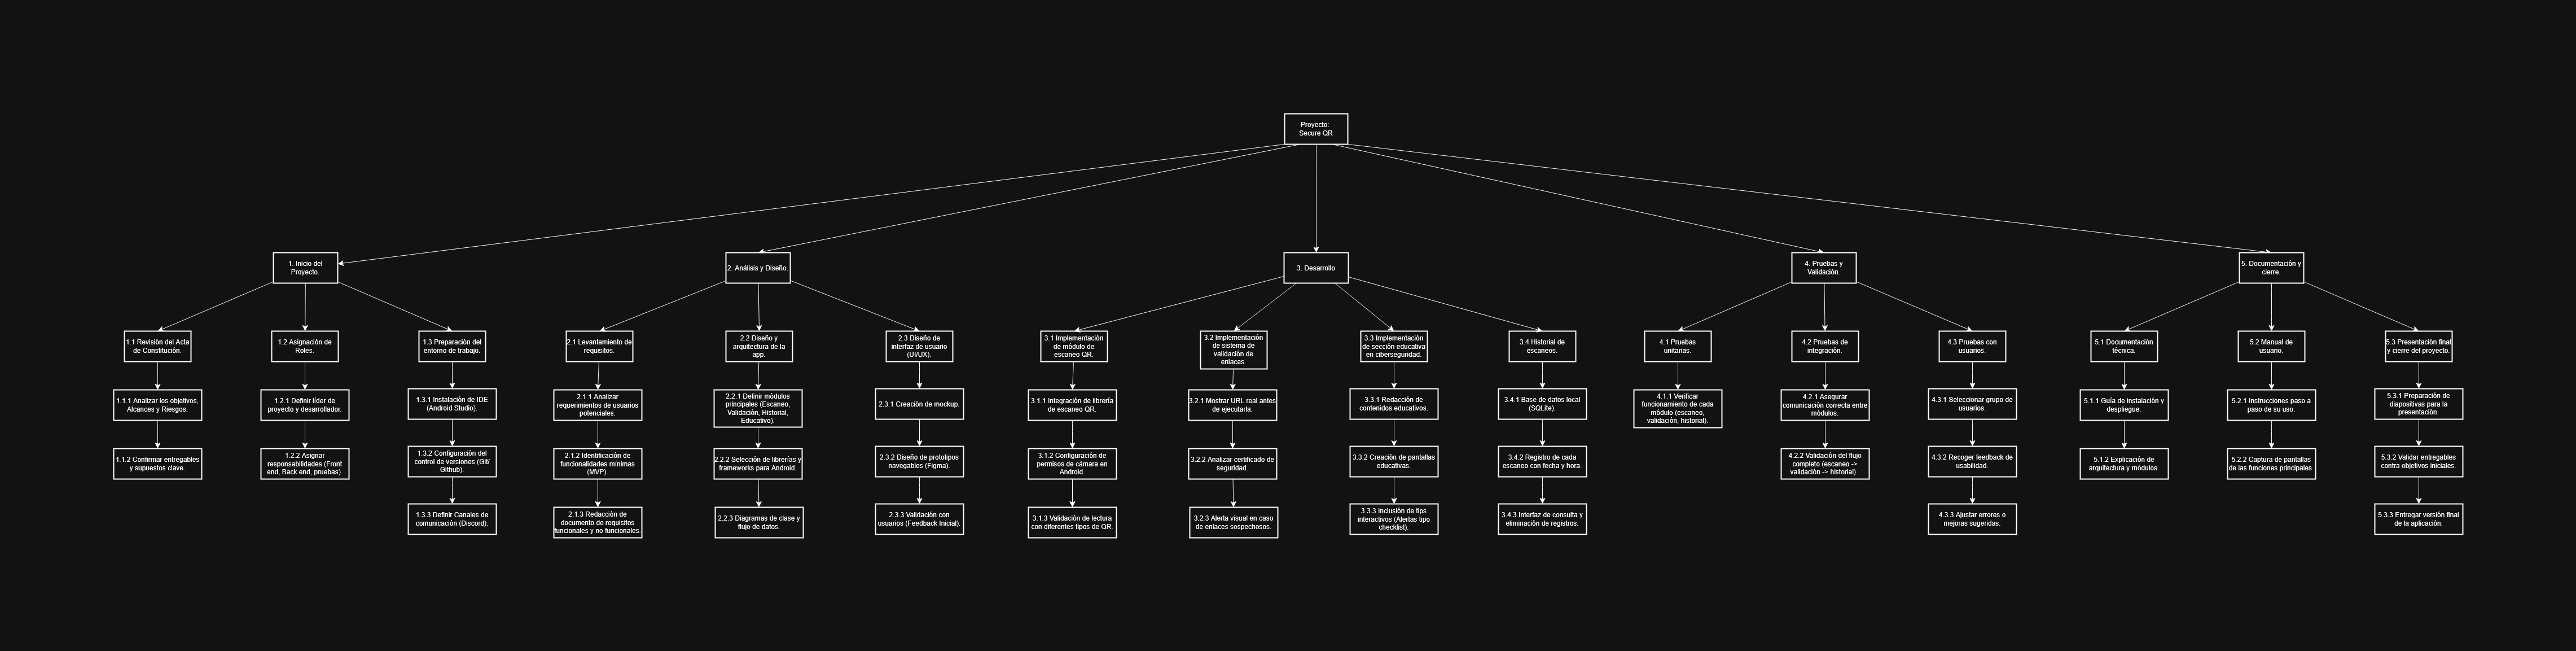 Proyecto:
Secure QR
1. Inicio del
Proyecto.
2. Análisis y Diseño.
3. Desarrollo
4. Pruebas y
Validación.
5. Documentación y
cierre.
1.1 Revisión del Acta
de Constitución.
1.2 Asignación de
Roles.
1.3 Preparación del
entorno de trabajo.
2.1 Levantamiento de
requisitos.
2.2 Diseño y
arquitectura de la
app.
2.3 Diseño de
interfaz de usuario
(UI/UX).
3.1 Implementación
de módulo de
escaneo QR.
3.2 Implementación
de sistema de
validación de
enlaces.
3.3 Implementación
de sección educativa
en ciberseguridad.
3.4 Historial de
escaneos.
4.1 Pruebas
unitarias.
4.2 Pruebas de
integración.
4.3 Pruebas con
usuarios.
5.1 Documentación
técnica.
5.2 Manual de
usuario.
5.3 Presentación final
y cierre del proyecto.
1.1.1 Analizar los objetivos,
Alcances y Riesgos.
1.2.1 Definir líder de
proyecto y desarrollador.
1.3.1 Instalación de IDE
(Android Studio).
2.1.1 Analizar
requerimientos de usuarios
potenciales.
2.2.1 Definir módulos
principales (Escaneo,
Validación, Historial,
Educativo).
2.3.1 Creación de mockup.
3.1.1 Integración de librería
de escaneo QR.
3.2.1 Mostrar URL real antes
de ejecutarla.
3.3.1 Redacción de
contenidos educativos.
3.4.1 Base de datos local
(SQLite).
4.1.1 Verificar
funcionamiento de cada
módulo (escaneo,
validación, historial).
4.2.1 Asegurar
comunicación correcta entre
módulos.
4.3.1 Seleccionar grupo de
usuarios.
5.1.1 Guía de instalación y
despliegue.
5.2.1 Instrucciones paso a
paso de su uso.
5.3.1 Preparación de
diapositivas para la
presentación.
1.1.2 Confirmar entregables
y supuestos clave.
1.2.2 Asignar
responsabilidades (Front
end, Back end, pruebas).
1.3.2 Configuración del
control de versiones (Git/
Github).
2.1.2 Identificación de
funcionalidades mínimas
(MVP).
2.2.2 Selección de librerías y
frameworks para Android.
2.3.2 Diseño de prototipos
navegables (Figma).
3.1.2 Configuración de
permisos de cámara en
Android.
3.2.2 Analizar certificado de
seguridad.
3.3.2 Creación de pantallas
educativas.
3.4.2 Registro de cada
escaneo con fecha y hora.
4.2.2 Validación del flujo
completo (escaneo ->
validación -> historial).
4.3.2 Recoger feedback de
usabilidad.
5.1.2 Explicación de
arquitectura y módulos.
5.2.2 Captura de pantallas
de las funciones principales.
5.3.2 Validar entregables
contra objetivos iniciales.
1.3.3 Definir Canales de
comunicación (Discord).
2.1.3 Redacción de
documento de requisitos
funcionales y no funcionales.
2.2.3 Diagramas de clase y
flujo de datos.
2.3.3 Validación con
usuarios (Feedback Inicial).
3.1.3 Validación de lectura
con diferentes tipos de QR.
3.2.3 Alerta visual en caso
de enlaces sospechosos.
3.3.3 Inclusión de tips
interactivos (Alertas tipo
checklist).
3.4.3 Interfaz de consulta y
eliminación de registros.
4.3.3 Ajustar errores o
mejoras sugeridas.
5.3.3 Entregar versión final
de la aplicación.